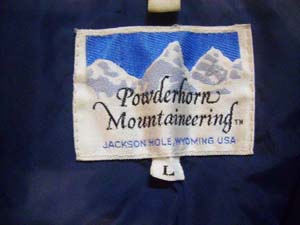 Powderhorn
Mountaineering™
JACKSON HOLE, WYOMING USA
L